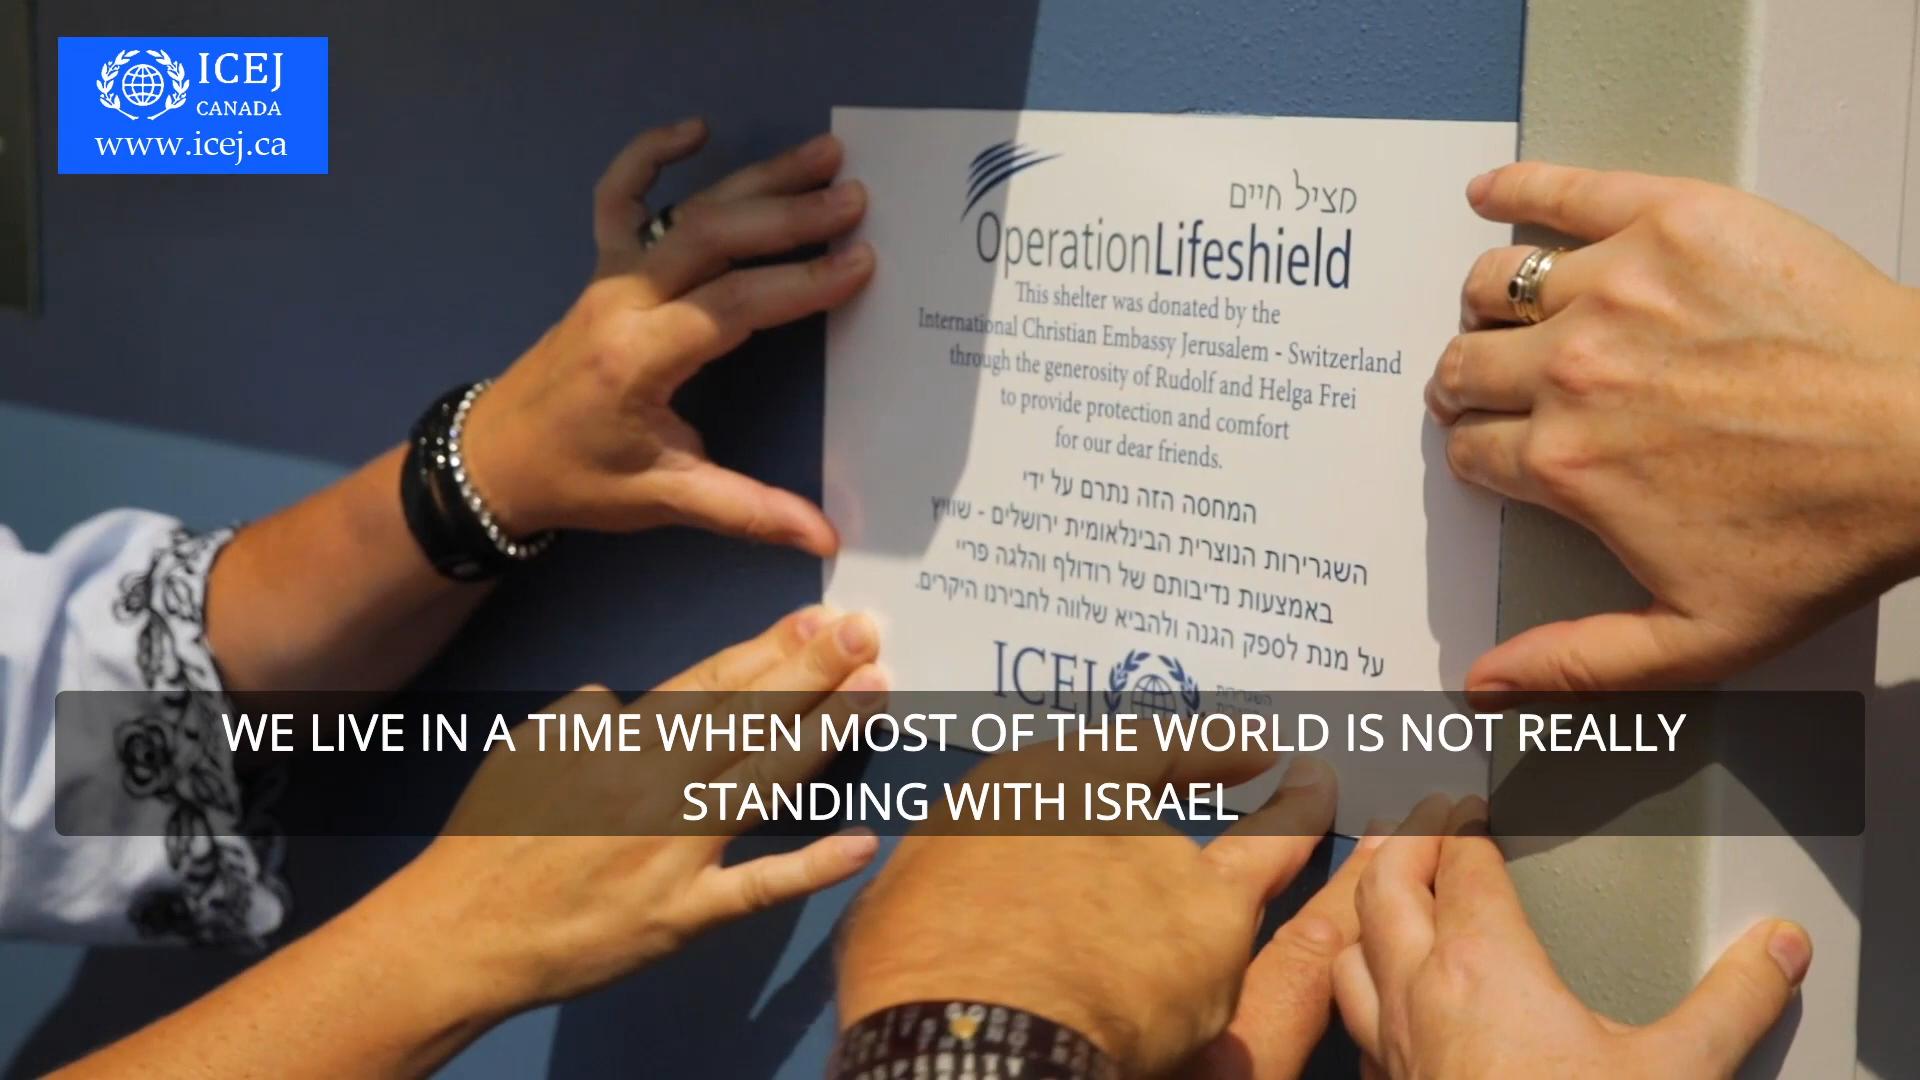 ICEJ
CANADA
www.icej.ca
מציל חיים
OperationLifeshield
This shelter was donated by the
International Christian Embassy Jerusalem - Switzerland
through the generosity of Rudolf and Helga Frei
to provide protection and comfort
for our dear friends.
המחסה הזה נתרם על ידי
השגרירות הנוצרית הבינלאומית ירושלים - שוויץ
באמצעות נדיבותם של רודולף והלגה פריי
על מנת לספק הגנה ולהביא שלווה לחבירנו היקרים.
ICEJ
השגרירות
WE LIVE IN A TIME WHEN MOST OF THE WORLD IS NOT REALLY
STANDING WITH ISRAEL